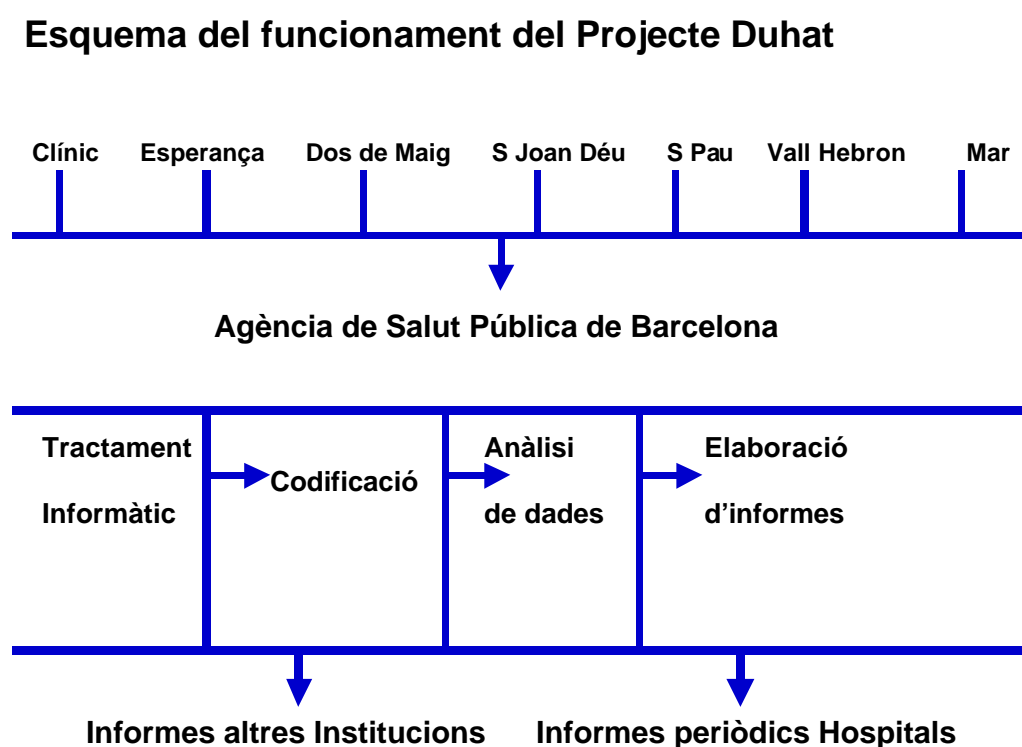 Esquema del funcionament del Projecte Duhat
Clínic Esperança Dos de Maig S Joan Déu S Pau Vall Hebron Mar
Agència de Salut Pública de Barcelona
Tractament
Informàtic
Codificació
Anàlisi
de dades
Elaboració
d’informes
Informes altres Institucions Informes periòdics Hospitals